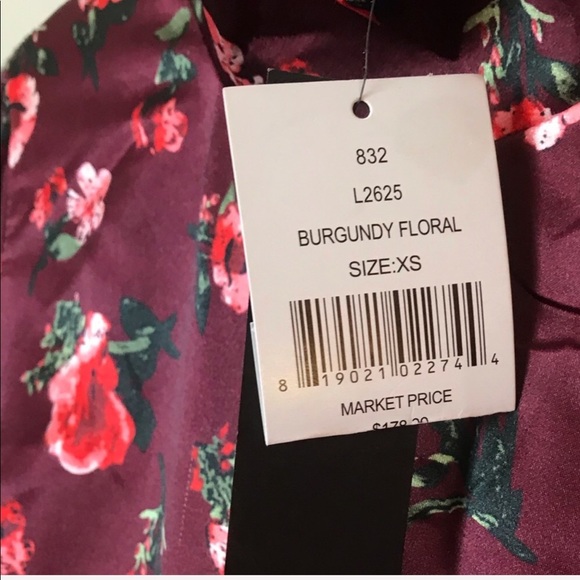 832
L2625
BURGUNDY FLORAL
SIZE:XS
8 19021 02274 4
MARKET PRICE